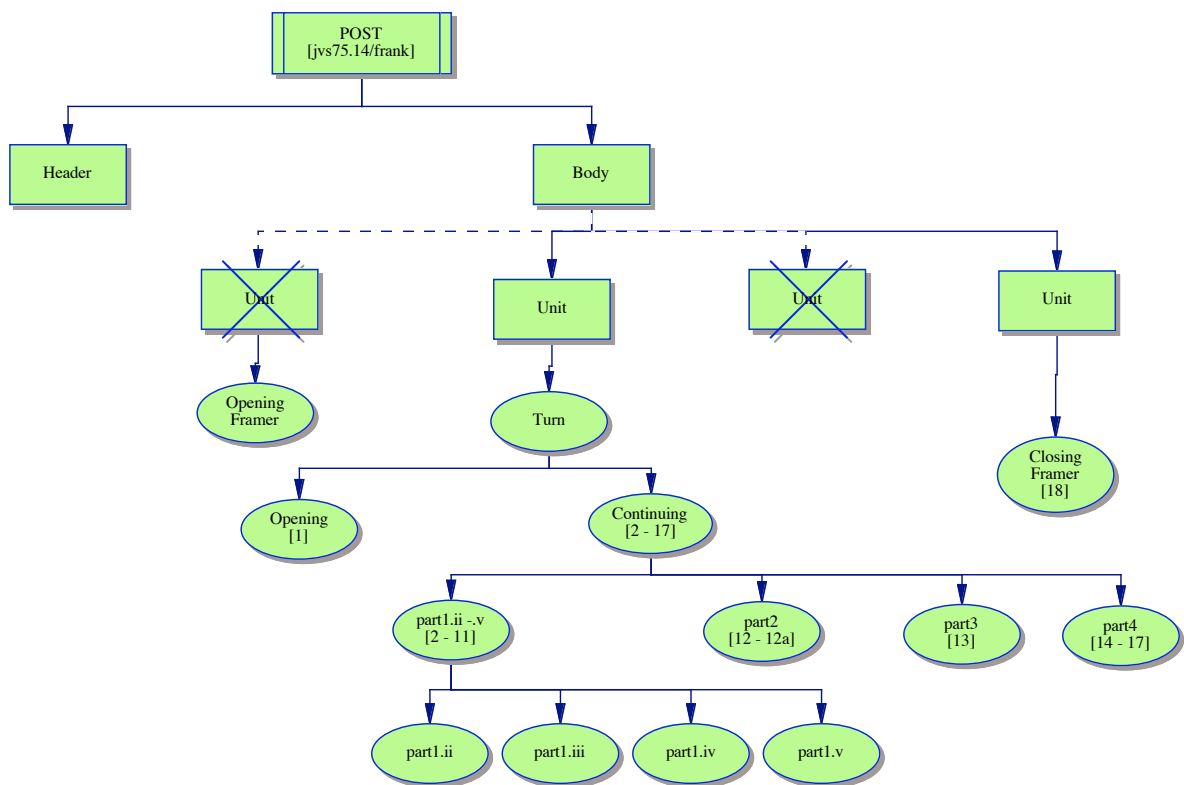 POST
[jvs75.14/frank]
Header
Body
Unit
Unit
Unit
Unit
Opening
Framer
Turn
Closing
Framer
[18]
Opening
[1]
Continuing
[2 - 17]
part1.ii -.v
[2 - 11]
part2
[12 - 12a]
part3
[13]
part4
[14 - 17]
part1.ii
part1.iii
part1.iv
part1.v